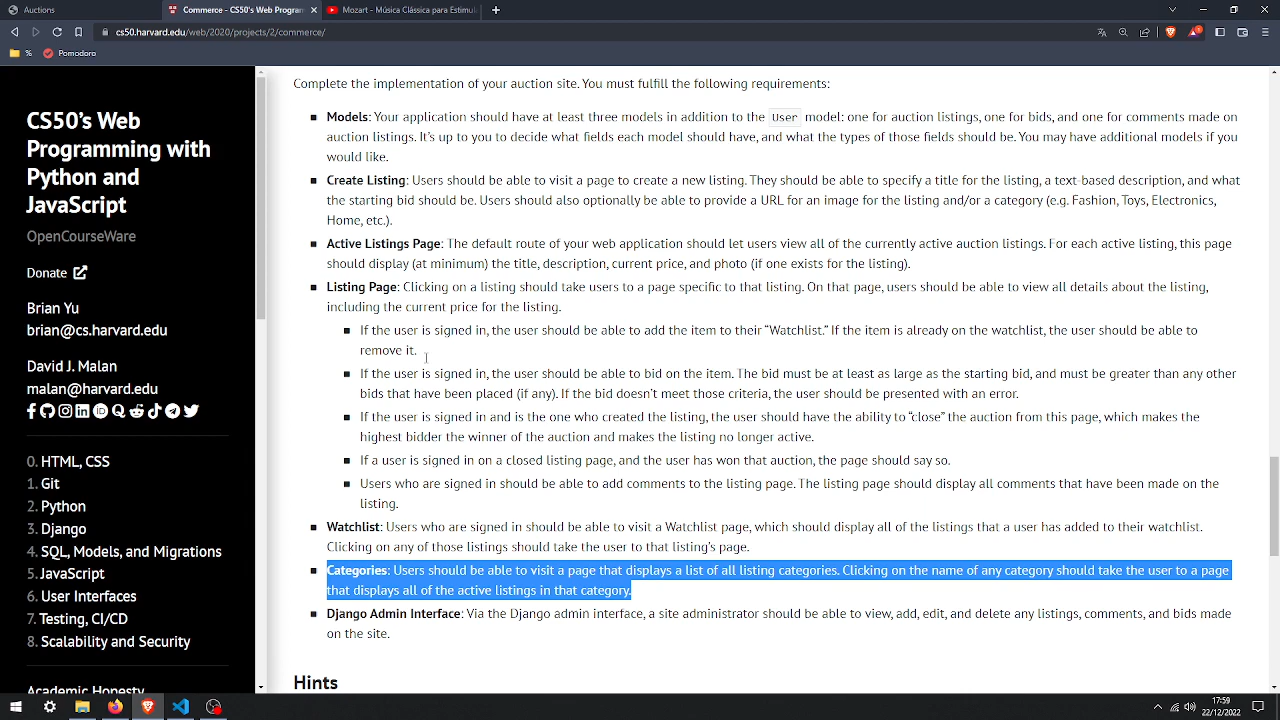 Auctions
Commerce - CS50's Web Program
Mozart - Música Clássica para Estimul
cs50.harvard.edu/web/2020/projects/2/commerce/
%
Pomodoro
CS50's Web
Programming with
Python and
JavaScript
OpenCourseWare
Donate
Brian Yu
brian@cs.harvard.edu
David J. Malan
malan@harvard.edu
0. HTML, CSS
1. Git
2. Python
3. Django
4. SQL, Models, and Migrations
5. JavaScript
6. User Interfaces
7. Testing, CI/CD
8. Scalability and Security
Academic Honesty
Complete the implementation of your auction site. You must fulfill the following requirements:
Models: Your application should have at least three models in addition to the User model: one for auction listings, one for bids, and one for comments made on
auction listings. It's up to you to decide what fields each model should have, and what the types of those fields should be. You may have additional models if you
would like.
Create Listing: Users should be able to visit a page to create a new listing. They should be able to specify a title for the listing, a text-based description, and what
the starting bid should be. Users should also optionally be able to provide a URL for an image for the listing and/or a category (e.g. Fashion, Toys, Electronics,
Home, etc.).
Active Listings Page: The default route of your web application should let users view all of the currently active auction listings. For each active listing, this page
should display (at minimum) the title, description, current price, and photo (if one exists for the listing).
Listing Page: Clicking on a listing should take users to a page specific to that listing. On that page, users should be able to view all details about the listing,
including the current price for the listing.
If the user is signed in, the user should be able to add the item to their “Watchlist.” If the item is already on the watchlist, the user should be able to
remove it.
If the user is signed in, the user should be able to bid on the item. The bid must be at least as large as the starting bid, and must be greater than any other
bids that have been placed (if any). If the bid doesn't meet those criteria, the user should be presented with an error.
If the user is signed in and is the one who created the listing, the user should have the ability to “close” the auction from this page, which makes the
highest bidder the winner of the auction and makes the listing no longer active.
If a user is signed in on a closed listing page, and the user has won that auction, the page should say so.
Users who are signed in should be able to add comments to the listing page. The listing page should display all comments that have been made on the
listing.
Watchlist: Users who are signed in should be able to visit a Watchlist page, which should display all of the listings that a user has added to their watchlist.
Clicking on any of those listings should take the user to that listing's page.
Categories: Users should be able to visit a page that displays a list of all listing categories. Clicking on the name of any category should take the user to a page
that displays all of the active listings in that category.
Django Admin Interface: Via the Django admin interface, a site administrator should be able to view, add, edit, and delete any listings, comments, and bids made
on the site.
Hints
17:59
22/12/2022